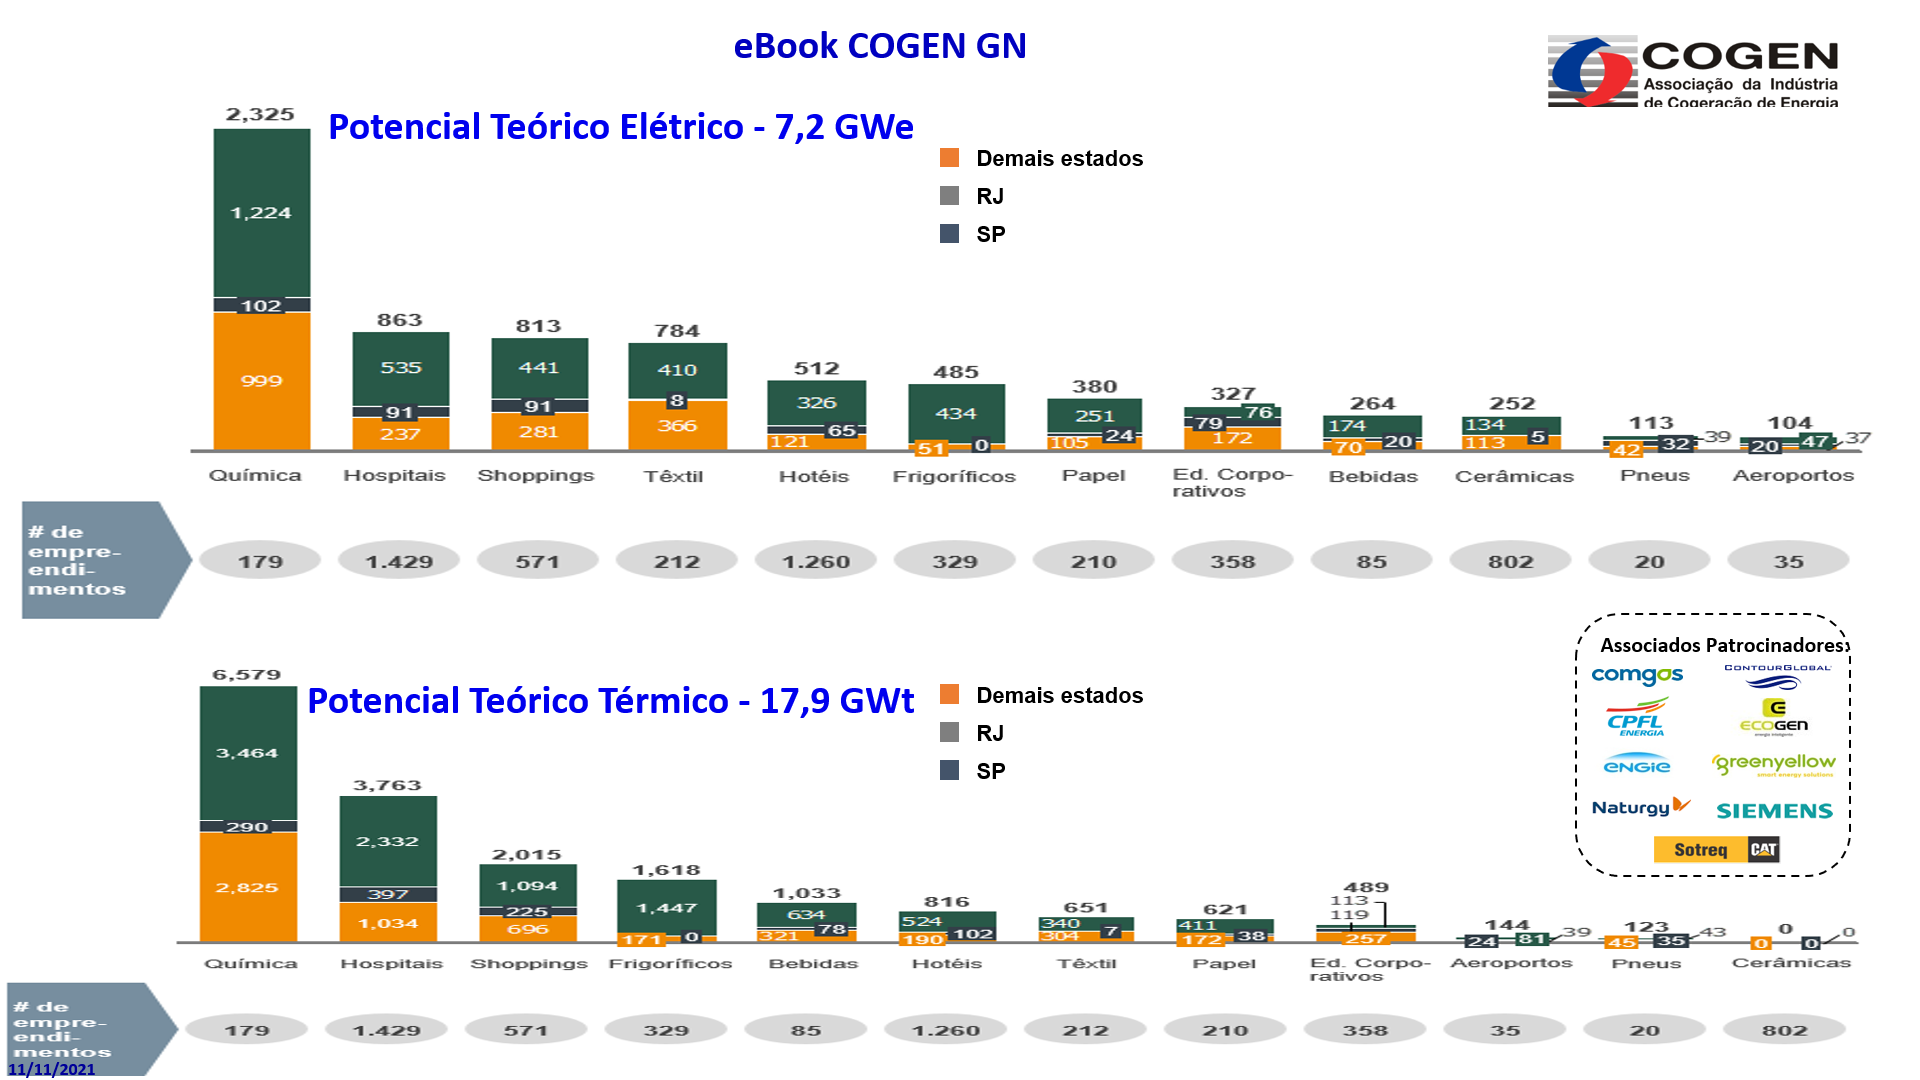 eBook COGEN GN
COGEN
Associação da Indústria
de Cogeração de Energia
Potencial Teórico Elétrico - 7,2 GWe
Demais estados
RJ
SP
2,325
1,224
102
999
863
535
91
237
813
441
91
281
784
410
8
366
512
326
65
121
485
434
0
51
380
251
24
105
327
76
79
172
264
174
20
70
252
134
5
113
113
39
32
42
104
37
47
20
Química
Hospitais
Shoppings
Têxtil
Hotéis
Frigoríficos
Papel
Ed. Corpo-
rativos
Bebidas
Cerâmicas
Pneus
Aeroportos
# de
empre-
endi-
mentos
179
1.429
571
212
1.260
329
210
358
85
802
20
35
Potencial Teórico Térmico - 17,9 GWt
Demais estados
RJ
SP
6,579
3,464
290
2,825
3,763
2,332
397
1,034
2,015
1,094
225
696
1,618
1,447
0
171
1,033
634
78
321
816
524
102
190
651
340
7
304
621
411
38
172
489
113
119
257
144
39
81
24
123
43
35
45
0
0
0
0
Química
Hospitais
Shoppings
Frigoríficos
Bebidas
Hotéis
Têxtil
Papel
Ed. Corpo-
rativos
Aeroportos
Pneus
Cerâmicas
# de
empre-
endi-
mentos
179
1.429
571
329
85
1.260
212
210
358
35
20
802
11/11/2021
Associados Patrocinadores:
comgas
CONTOURGLOBAL
CPFL
ENERGIA
ECOGEN
energia inteligente
ENGIE
greenyellow
smart energy solutions
Naturgy
SIEMENS
Sotreq CAT